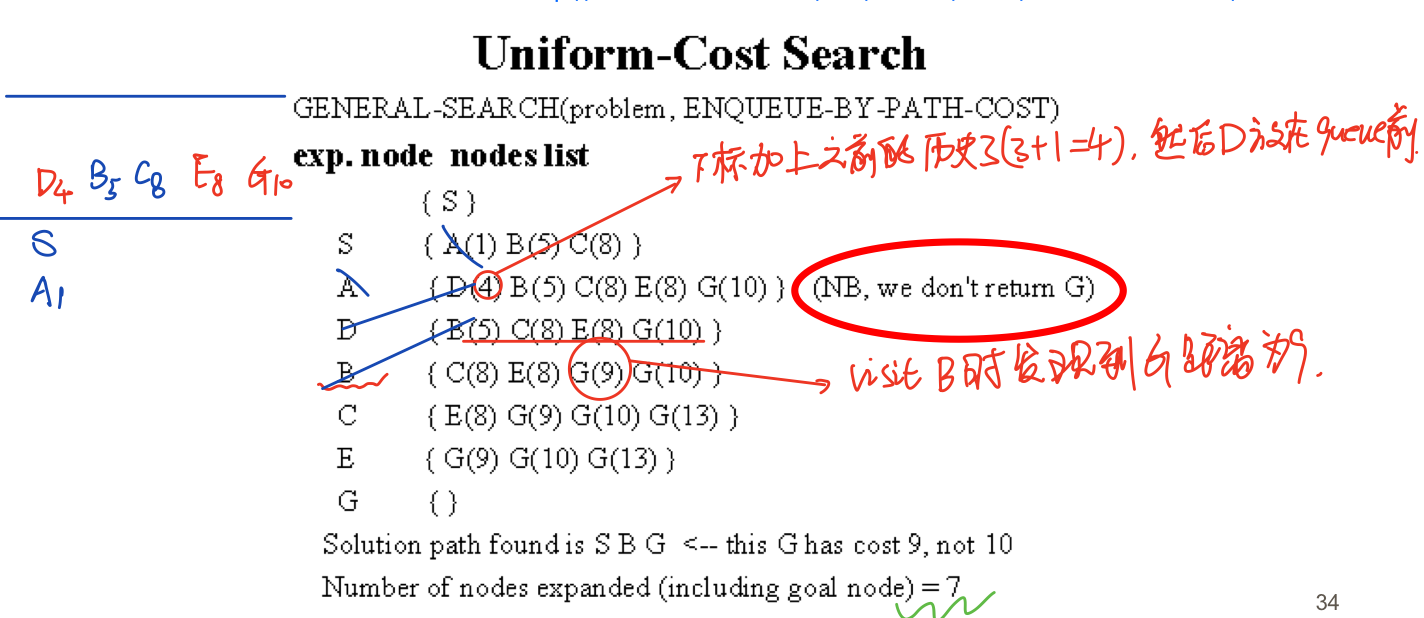 Uniform-Cost Search
GENERAL-SEARCH(problem, ENQUEUE-BY-PATH-COST)
exp. node nodes list
下标加上之前的历史了(3+1=4), 然后D放在queue前.
D4 B5 C8 E8 G10
{ S }
S
S { A(1) B(5) C(8) }
A1
A { D(4) B(5) C(8) E(8) G(10) } (NB, we don't return G)
D { B(5) C(8) E(8) G(10) }
B { C(8) E(8) G(9) G(10) }
visit B时发现到G距离为9.
C { E(8) G(9) G(10) G(13) }
E { G(9) G(10) G(13) }
G { }
Solution path found is S B G <-- this G has cost 9, not 10
Number of nodes expanded (including goal node) = 7
34